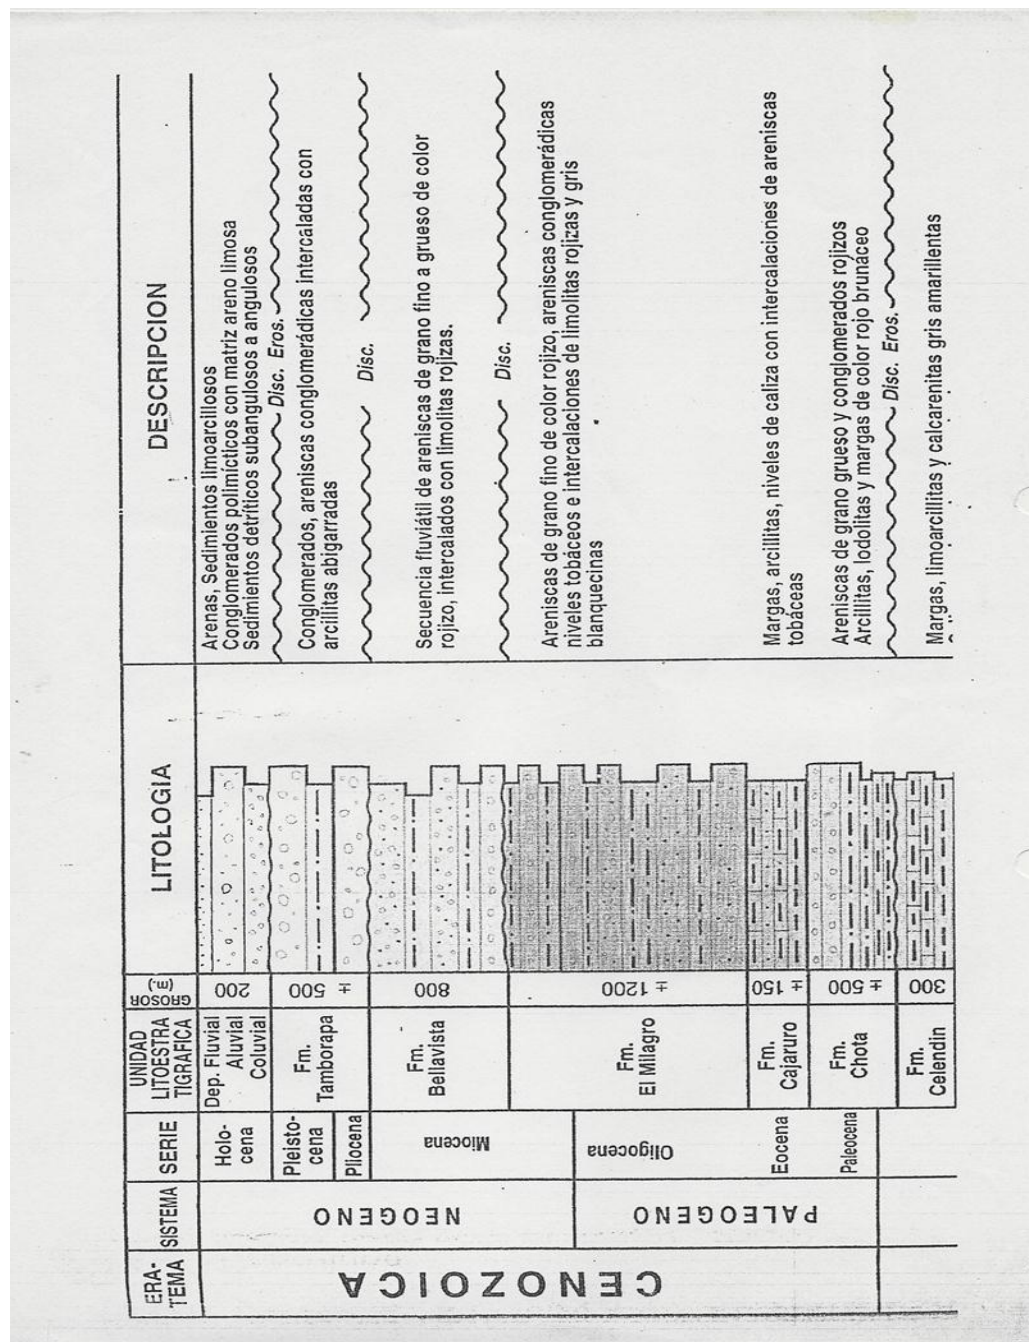 ERA-
TEMA
SISTEMA
SERIE
UNIDAD
LITOESTRA
TIGRAFICA
GROSOR
(m.)
LITOLOGIA
DESCRIPCION
CENOZOICA
NEOGENO
PALEOGENO
Holo-
cena
Pleisto-
cena
Pliocena
Miocena
Oligocena
Eocena
Paleocena
Dep. Fluvial
Aluvial
Coluvial
200
Arenas, Sedimientos limoarcillosos
Conglomerados polimícticos con matriz areno limosa
Sedimientos detríticos subangulosos a angulosos
Disc. Eros.
Fm.
Tamborapa
± 500
Conglomerados, areniscas conglomerádicas intercaladas con
arcillitas abigarradas
Disc.
Fm.
Bellavista
800
Secuencia fluviátil de areniscas de grano fino a grueso de color
rojizo, intercalados con limolitas rojizas.
Disc.
Fm.
El Milagro
± 1200
Areniscas de grano fino de color rojizo, areniscas conglomerádicas
niveles tobáceos e intercalaciones de limolitas rojizas y gris
blanquecinas
Fm.
Cajaruro
± 150
Margas, arcillitas, niveles de caliza con intercalaciones de areniscas
tobáceas
Fm.
Chota
± 500
Areniscas de grano grueso y conglomerados rojizos
Arcillitas, lodolitas y margas de color rojo brunáceo
Disc. Eros.
Fm.
Celendin
300
Margas, limoarcillitas y calcarenitas gris amarillentas